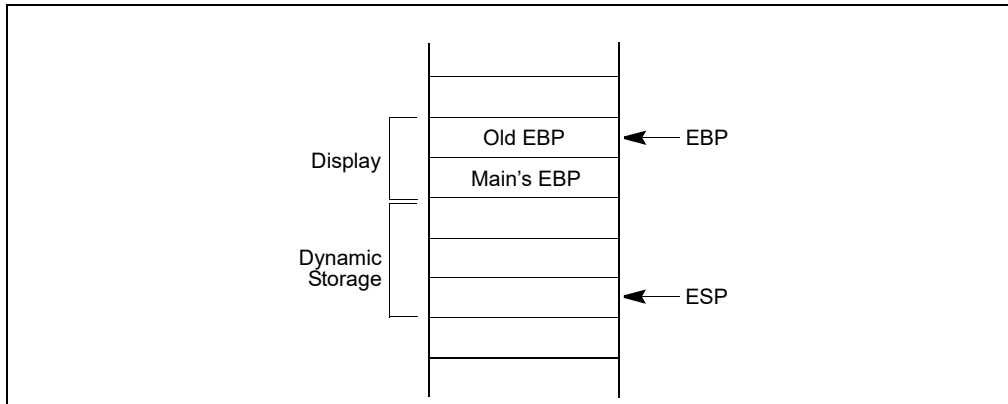 Old EBP
EBP
Display
Main's EBP
Dynamic
Storage
ESP